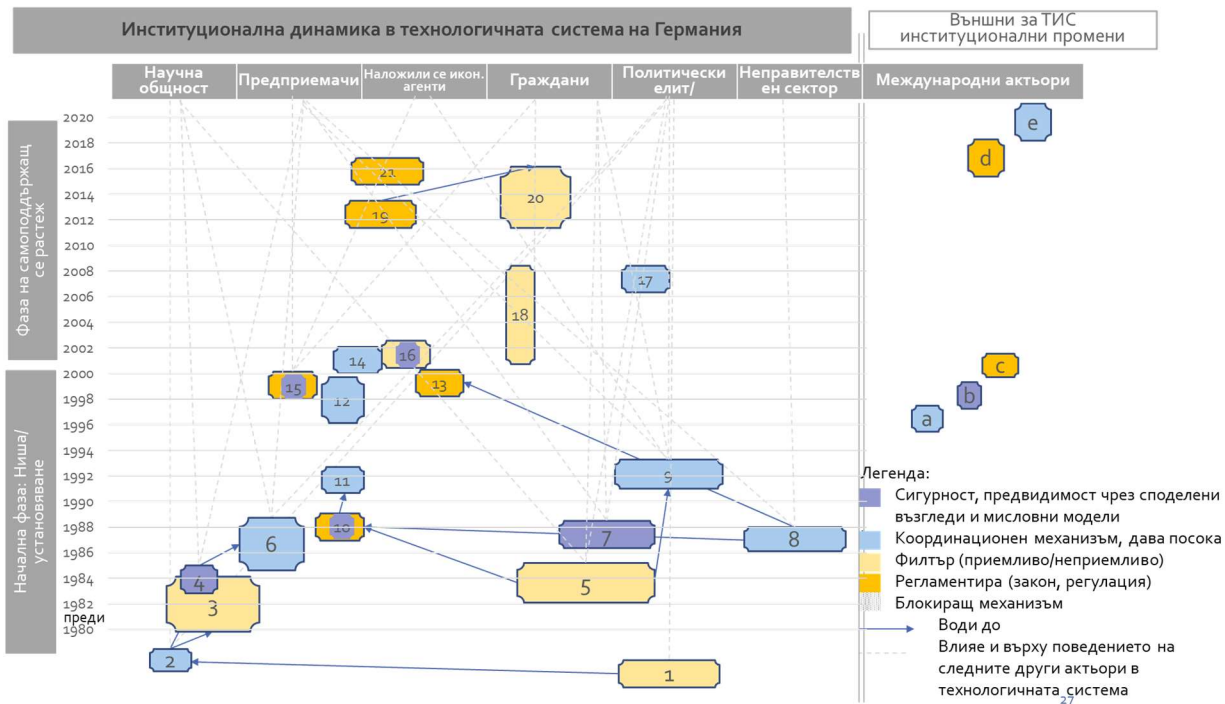 Институционална динамика в технологичната система на Германия
Външни за ТИС
институционални промени
Научна
общност
Предприемачи
Наложили се икон.
агенти
Граждани
Политически
елит/
Неправителств
ен сектор
Международни актьори
Фаза на самоподдържащ
се растеж
Начална фаза: Ниша/
установяване
2020
2018
2016
2014
2012
2010
2008
2006
2004
2002
2000
1998
1996
1994
1992
1990
1988
1986
1984
1982
преди
1980
e
d
21
20
19
17
18
16
14
15
13
12
c
b
a
11
9
10
6
7
8
4
5
3
2
1
Легенда:
Сигурност, предвидимост чрез споделени
възгледи и мисловни модели
Координационен механизъм, дава посока
Филтър (приемливо/неприемливо)
Регламентира (закон, регулация)
Блокиращ механизъм
Води до
Влияе и върху поведението на
следните други актьори в
технологичната система
27